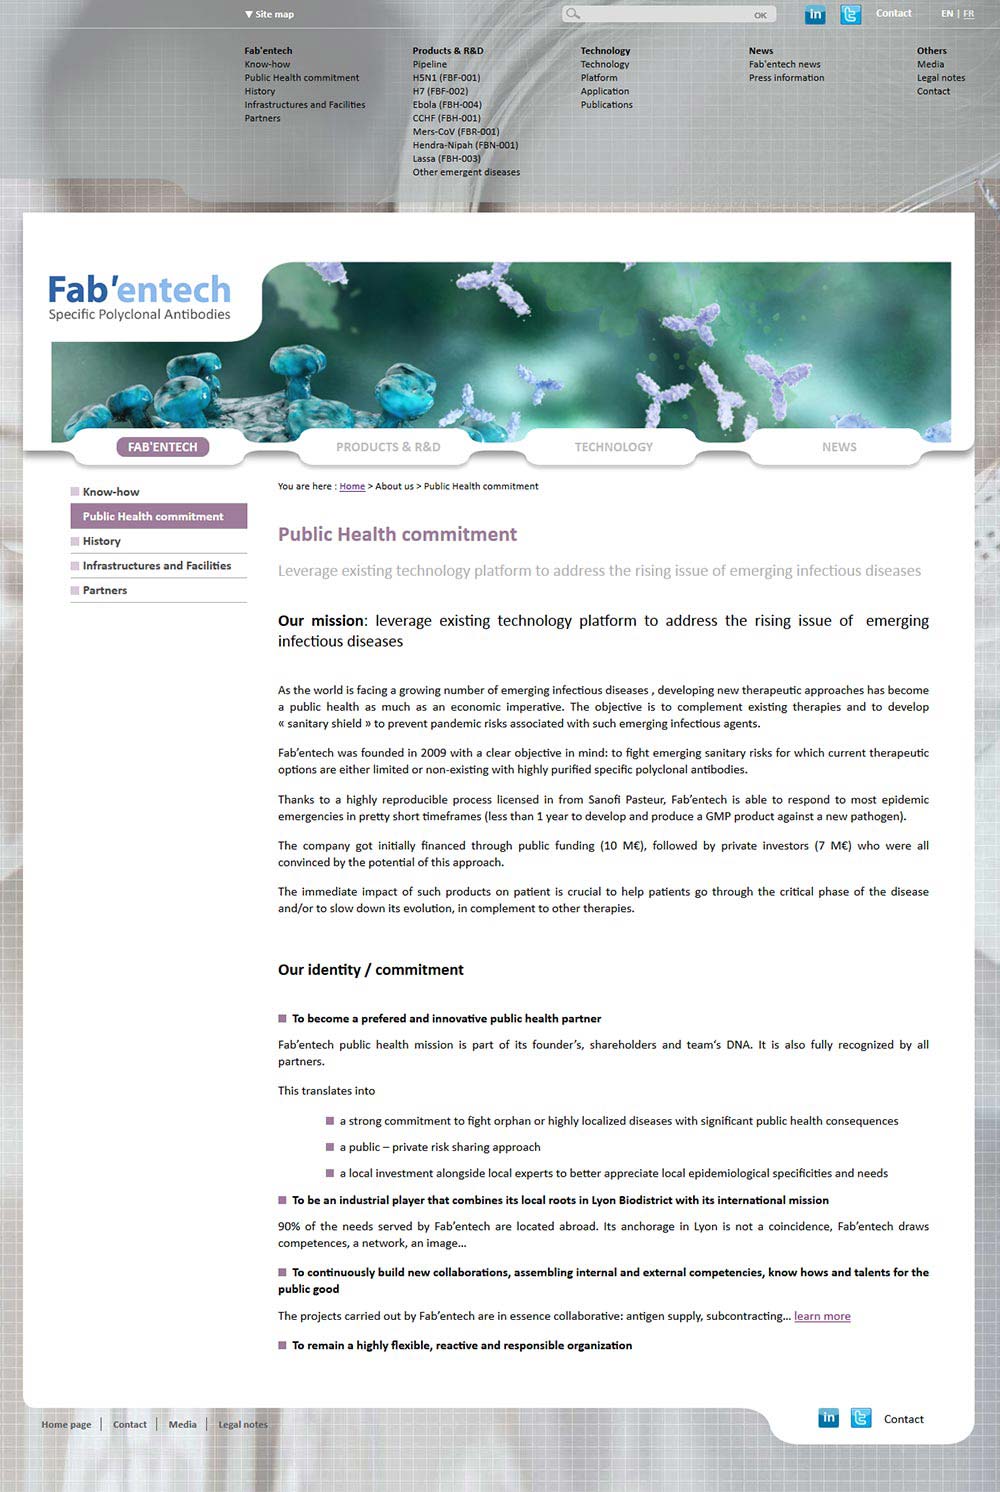 ▼ Site map
OK
in
Contact
EN | FR
Fab'entech
Know-how
Public Health commitment
History
Infrastructures and Facilities
Partners
Products & R&D
Pipeline
H5N1 (FBF-001)
H7 (FBF-002)
Ebola (FBH-004)
CCHF (FBH-001)
Mers-CoV (FBR-001)
Hendra-Nipah (FBN-001)
Lassa (FBH-003)
Other emergent diseases
Technology
Technology
Platform
Application
Publications
News
Fab'entech news
Press information
Others
Media
Legal notes
Contact
Fab'entech
Specific Polyclonal Antibodies
FAB'ENTECH
PRODUCTS & R&D
TECHNOLOGY
NEWS
Know-how
Public Health commitment
History
Infrastructures and Facilities
Partners
You are here : Home > About us > Public Health commitment
Public Health commitment
Leverage existing technology platform to address the rising issue of emerging infectious diseases
Our mission: leverage existing technology platform to address the rising issue of emerging
infectious diseases
As the world is facing a growing number of emerging infectious diseases , developing new therapeutic approaches has become
a public health as much as an economic imperative. The objective is to complement existing therapies and to develop
« sanitary shield » to prevent pandemic risks associated with such emerging infectious agents.
Fab'entech was founded in 2009 with a clear objective in mind: to fight emerging sanitary risks for which current therapeutic
options are either limited or non-existing with highly purified specific polyclonal antibodies.
Thanks to a highly reproducible process licensed in from Sanofi Pasteur, Fab'entech is able to respond to most epidemic
emergencies in pretty short timeframes (less than 1 year to develop and produce a GMP product against a new pathogen).
The company got initially financed through public funding (10 M€), followed by private investors (7 M€) who were all
convinced by the potential of this approach.
The immediate impact of such products on patient is crucial to help patients go through the critical phase of the disease
and/or to slow down its evolution, in complement to other therapies.
Our identity / commitment
To become a prefered and innovative public health partner
Fab'entech public health mission is part of its founder's, shareholders and team's DNA. It is also fully recognized by all
partners.
This translates into
a strong commitment to fight orphan or highly localized diseases with significant public health consequences
a public – private risk sharing approach
a local investment alongside local experts to better appreciate local epidemiological specificities and needs
To be an industrial player that combines its local roots in Lyon Biodistrict with its international mission
90% of the needs served by Fab'entech are located abroad. Its anchorage in Lyon is not a coincidence, Fab'entech draws
competences, a network, an image...
To continuously build new collaborations, assembling internal and external competencies, know hows and talents for the
public good
The projects carried out by Fab'entech are in essence collaborative: antigen supply, subcontracting... learn more
To remain a highly flexible, reactive and responsible organization
Home page
Contact
Media
Legal notes
in
Contact